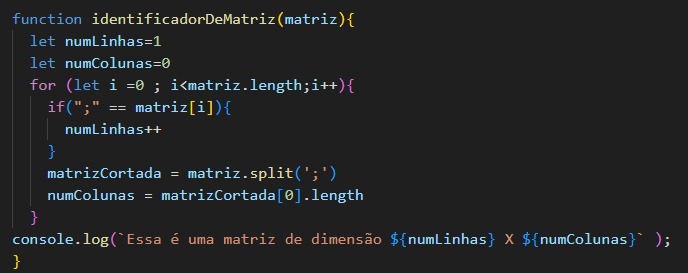 function identificadorDeMatriz(matriz){
let numLinhas=1
let numColunas=0
for (let i =0 ; i<matriz.length;i++){
if(";" == matriz[i]){
numLinhas++
}
matrizCortada = matriz.split(';')
numColunas = matrizCortada[0].length
}
console.log(`Essa é uma matriz de dimensão ${numLinhas} X ${numColunas}` );
}